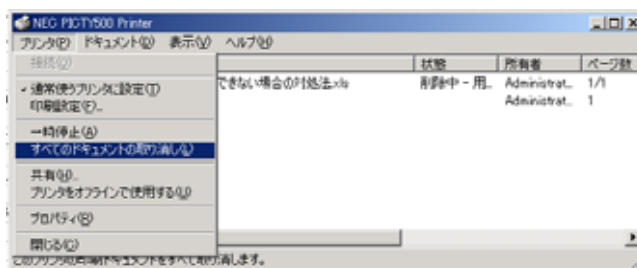 NEC PICTY500 Printer
プリンタ(P) ドキュメント(D) 表示(V) ヘルプ(H)
接続(O)
状態 所有者 ページ数
通常使うプリンタに設定(T)
できない場合の対処法.xls 削除中 - 用... Administrat... 1/1
印刷設定(E)...
Administrat... 1
一時停止(A)
すべてのドキュメントの取り消し(L)
共有(H)...
プリンタをオフラインで使用する(U)
プロパティ(R)
閉じる(C)
このプリンタの印刷ドキュメントをすべて取り消します。